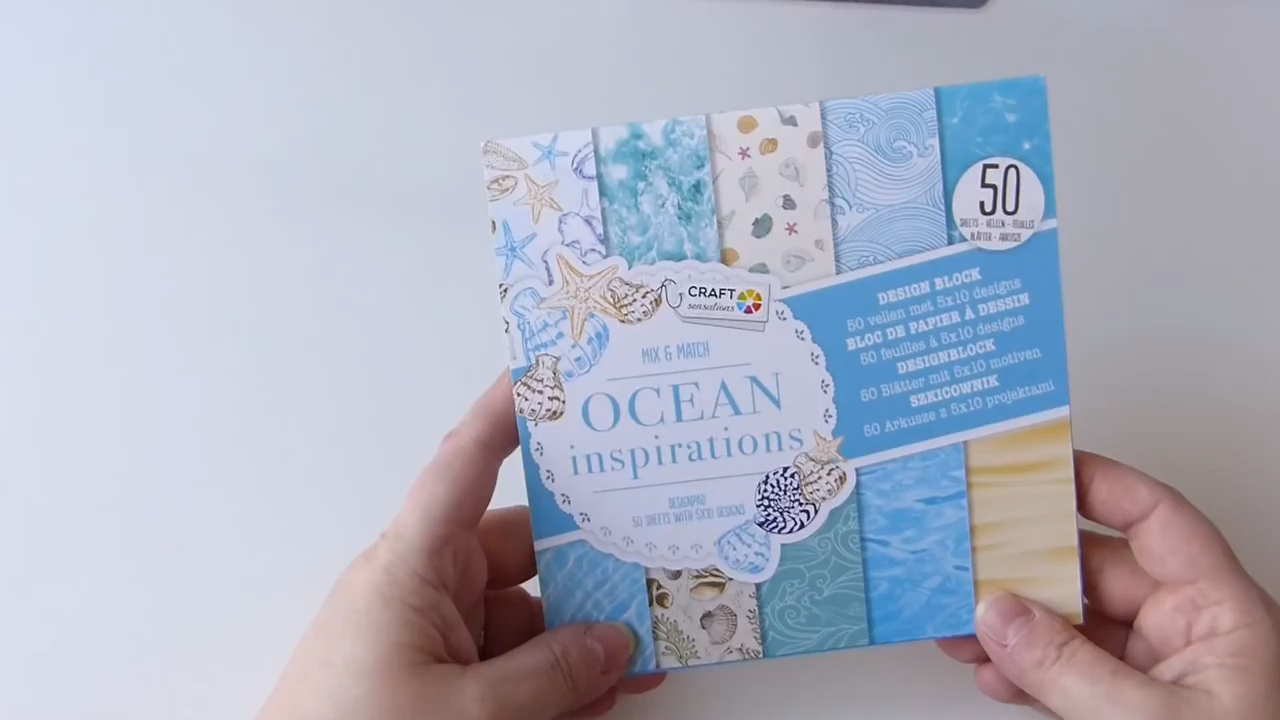 50
SHEETS - VELLEN - FEUILLES
BLÄTTER - ARKUSZE
CRAFT
sensations
MIX & MATCH
OCEAN
inspirations
DESIGNPAD
50 SHEETS WITH 5X10 DESIGNS
DESIGN BLOCK
50 vellen met 5x10 designs
BLOC DE PAPIER À DESSIN
50 feuilles à 5x10 designs
DESIGNBLOCK
50 Blätter mit 5x10 motiven
SZKICOWNIK
50 Arkusze z 5x10 projektami